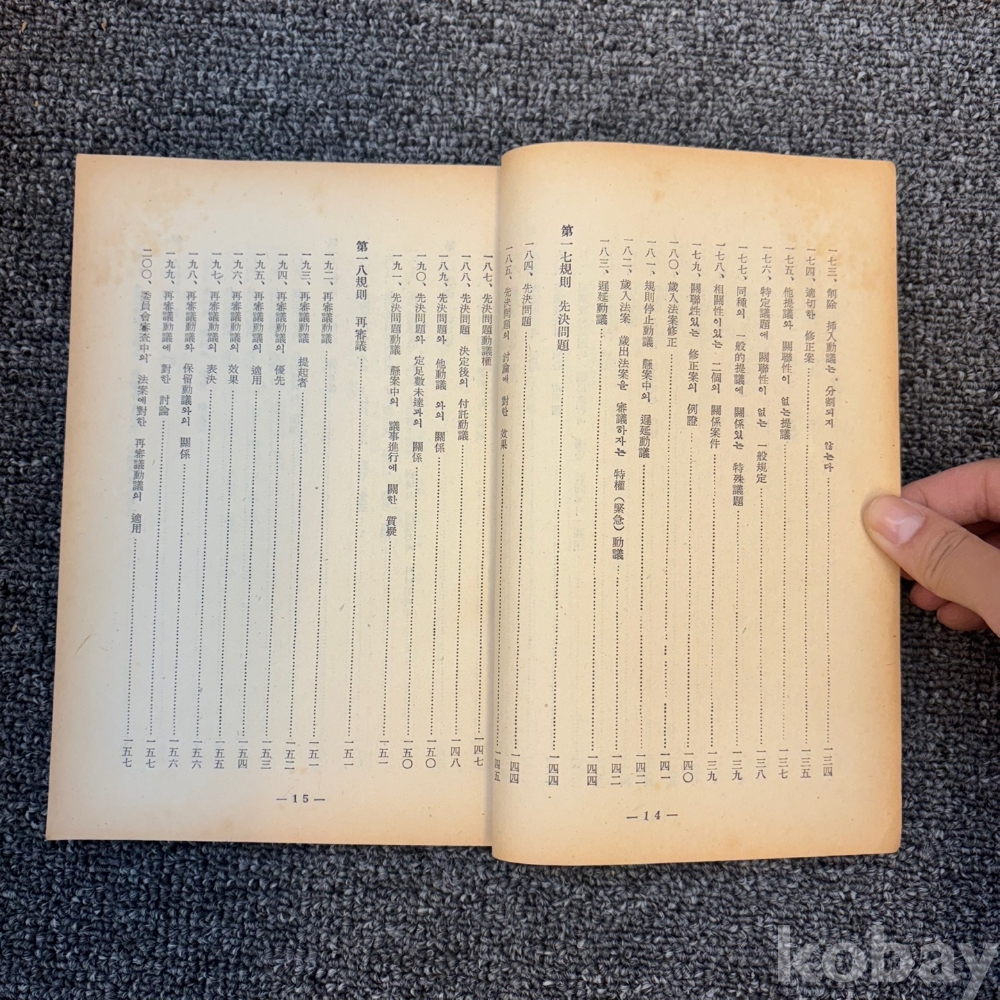 一七三、削除 挿入動議는 分割되지 않는다……一三四
一七四、適切한 修正案……一三五
一七五、他提議와 關聯性이 없는提議……一三七
一七六、特定議題에 關聯性이 없는 一般規定……一三八
一七七、同種의 一般的提議에 關係있는 特殊議題……一三九
一七八、相關性이있는 二個의 關係案件……一三九
一七九、關聯性있는 修正案의 例證……一四〇
一八〇、歲入法案修正……一四一
一八一、規則停止動議 懸案中의 遲延動議……一四二
一八二、歲入法案 歲出法案을 審議하자는 特權(緊急)動議……一四二
一八三、遲延動議……一四四
第一七規則 先決問題……一四四
一八四、先決問題……一四四
一八五、先決問題의 討論에 對한 效果……一四五
— 14 —
一八七、先決問題動議權……一四七
一八八、先決問題 決定後의 付託動議……一四八
一八九、先決問題와 他動議 와의 關係……一五〇
一九〇、先決問題와 定足數未達과의 關係……一五〇
一九一、先決問題動議 懸案中의 議事進行에 關한 質疑……一五一
第一八規則 再審議……一五一
一九二、再審議動議……一五一
一九三、再審議動議 提起者……一五二
一九四、再審議動議의 優先……一五三
一九五、再審議動議의 適用……一五四
一九六、再審議動議의 效果……一五五
一九七、再審議動議의 表決……一五六
一九八、再審議動議와 保留動議와의 關係……一五六
一九九、再審議動議에 對한 討論……一五七
二〇〇、委員會審査中의 法案에對한 再審議動議의 適用……一五七
— 15 —
kobay